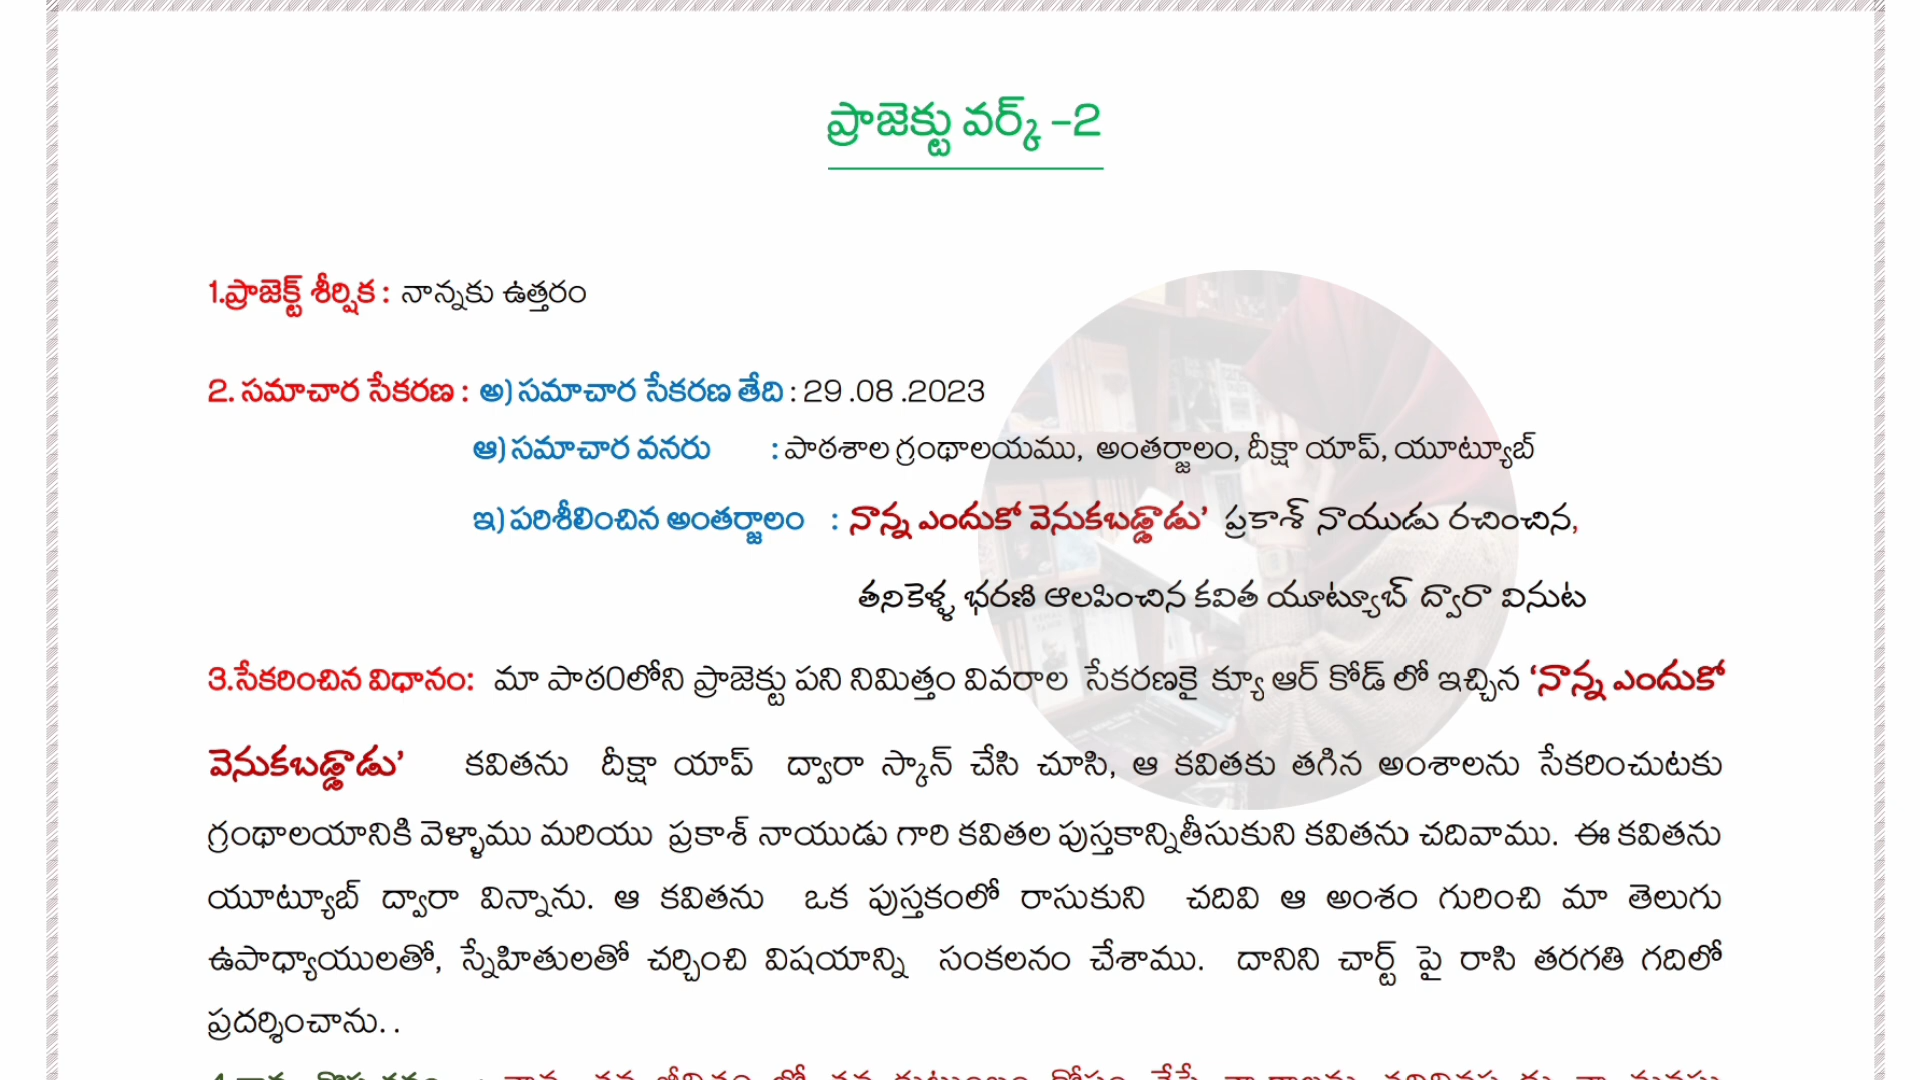 ప్రాజెక్టు వర్క్ –2
1.ప్రాజెక్ట్ శీర్షిక : నాన్నకు ఉత్తరం
2. సమాచార సేకరణ : అ) సమాచార సేకరణ తేది : 29 .08 .2023
ఆ) సమాచార వనరు : పాఠశాల గ్రంథాలయము, అంతర్జాలం, దీక్షా యాప్, యూట్యూబ్
ఇ) పరిశీలించిన అంతర్జాలం : నాన్న ఎందుకో వెనుకబడ్డాడు’ ప్రకాశ్ నాయుడు రచించిన,
తనికెళ్ళ భరణి ఆలపించిన కవిత యూట్యూబ్ ద్వారా వినుట
3.సేకరించిన విధానం: మా పాఠ0లోని ప్రాజెక్టు పని నిమిత్తం వివరాల సేకరణకై క్యూ ఆర్ కోడ్ లో ఇచ్చిన ‘నాన్న ఎందుకో
వెనుకబడ్డాడు’ కవితను దీక్షా యాప్ ద్వారా స్కాన్ చేసి చూసి, ఆ కవితకు తగిన అంశాలను సేకరించుటకు
గ్రంథాలయానికి వెళ్ళాము మరియు ప్రకాశ్ నాయుడు గారి కవితల పుస్తకాన్నితీసుకుని కవితను చదివాము. ఈ కవితను
యూట్యూబ్ ద్వారా విన్నాను. ఆ కవితను ఒక పుస్తకంలో రాసుకుని చదివి ఆ అంశం గురించి మా తెలుగు
ఉపాధ్యాయులతో, స్నేహితులతో చర్చించి విషయాన్ని సంకలనం చేశాము. దానిని చార్ట్ పై రాసి తరగతి గదిలో
ప్రదర్శించాను. .